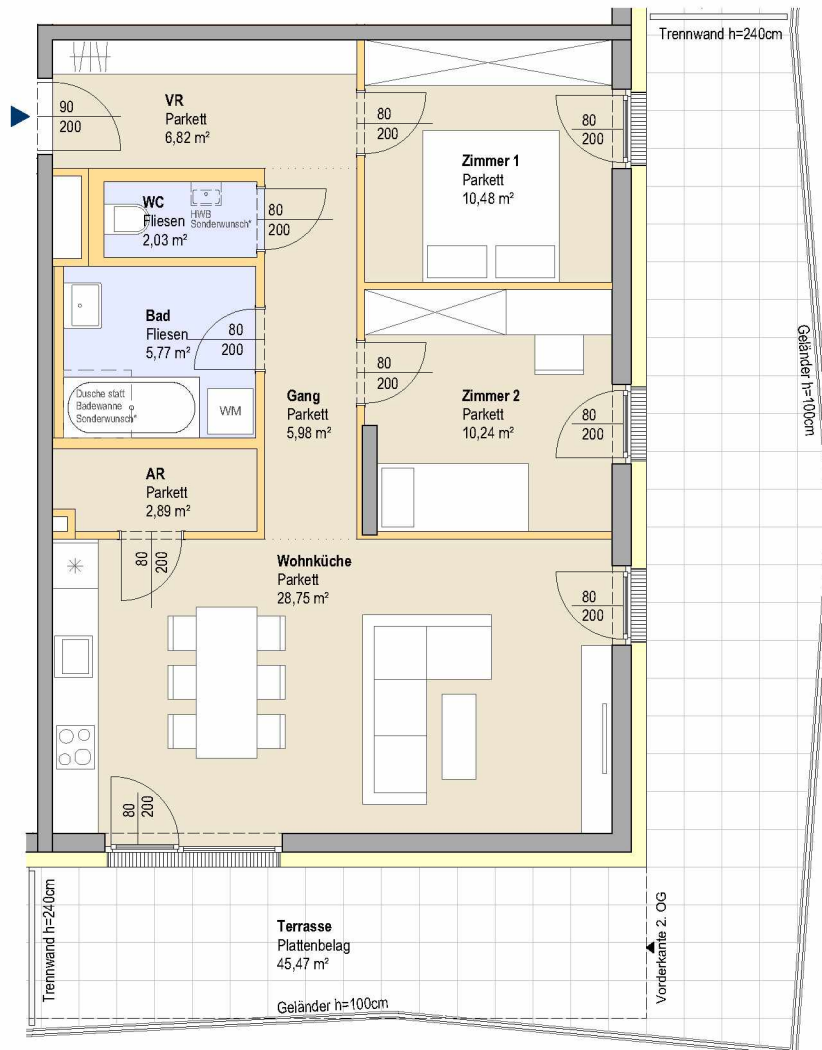 Trennwand h=240cm
VR
Parkett
6,82 m²
90
200
80
200
80
200
Zimmer 1
Parkett
10,48 m²
WC
Fliesen
2,03 m²
HWB
Sonderwunsch*
80
200
Bad
Fliesen
5,77 m²
80
200
Dusche statt
Badewanne
Sonderwunsch*
WM
Gang
Parkett
5,98 m²
80
200
Zimmer 2
Parkett
10,24 m²
80
200
Geländer h=100cm
AR
Parkett
2,89 m²
80
200
Wohnküche
Parkett
28,75 m²
80
200
80
200
Trennwand h=240cm
Terrasse
Plattenbelag
45,47 m²
Vorderkante 2. OG
Geländer h=100cm